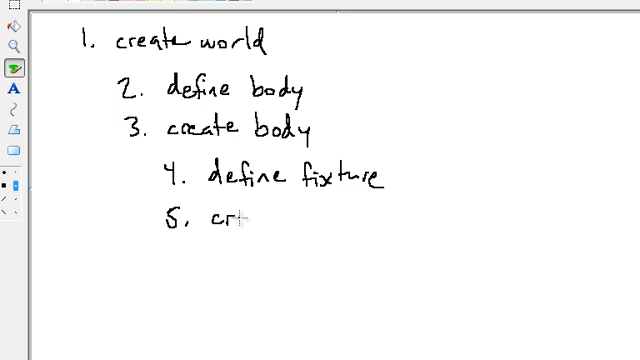 1. create world
2. define body
3. create body
4. define fixture
5. cr